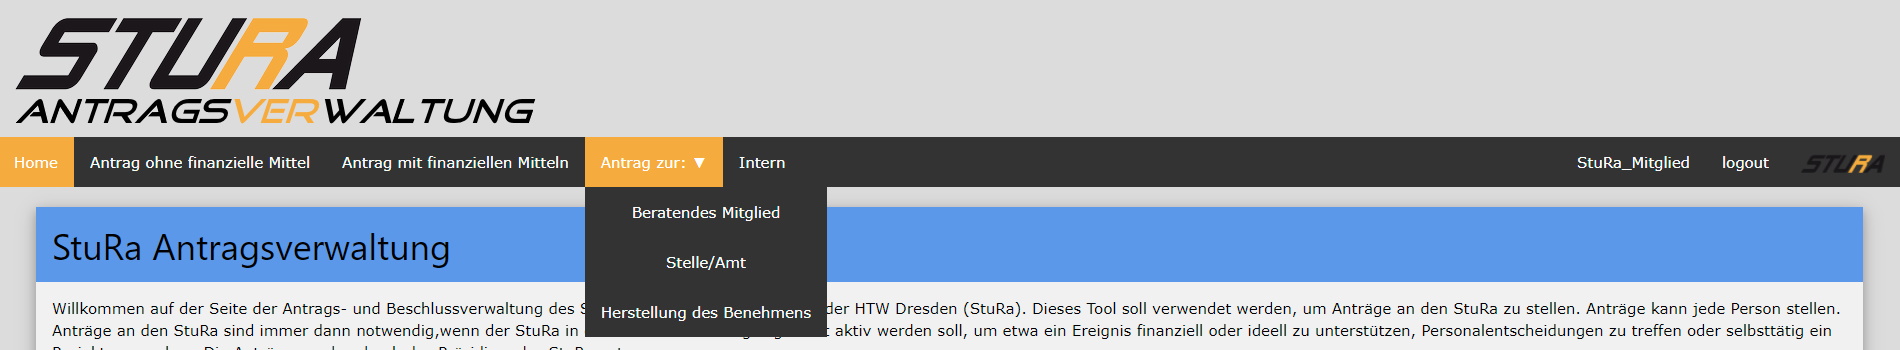 STURA
ANTRAGSVERWALTUNG
Home Antrag ohne finanzielle Mittel Antrag mit finanziellen Mitteln Antrag zur: ▼ Intern StuRa_Mitglied logout STURA
Beratendes Mitglied
Stelle/Amt
Herstellung des Benehmens
StuRa Antragsverwaltung
Willkommen auf der Seite der Antrags- und Beschlussverwaltung des der HTW Dresden (StuRa). Dieses Tool soll verwendet werden, um Anträge an den StuRa zu stellen. Anträge kann jede Person stellen.
Anträge an den StuRa sind immer dann notwendig,wenn der StuRa in aktiv werden soll, um etwa ein Ereignis finanziell oder ideell zu unterstützen, Personalentscheidungen zu treffen oder selbsttätig ein